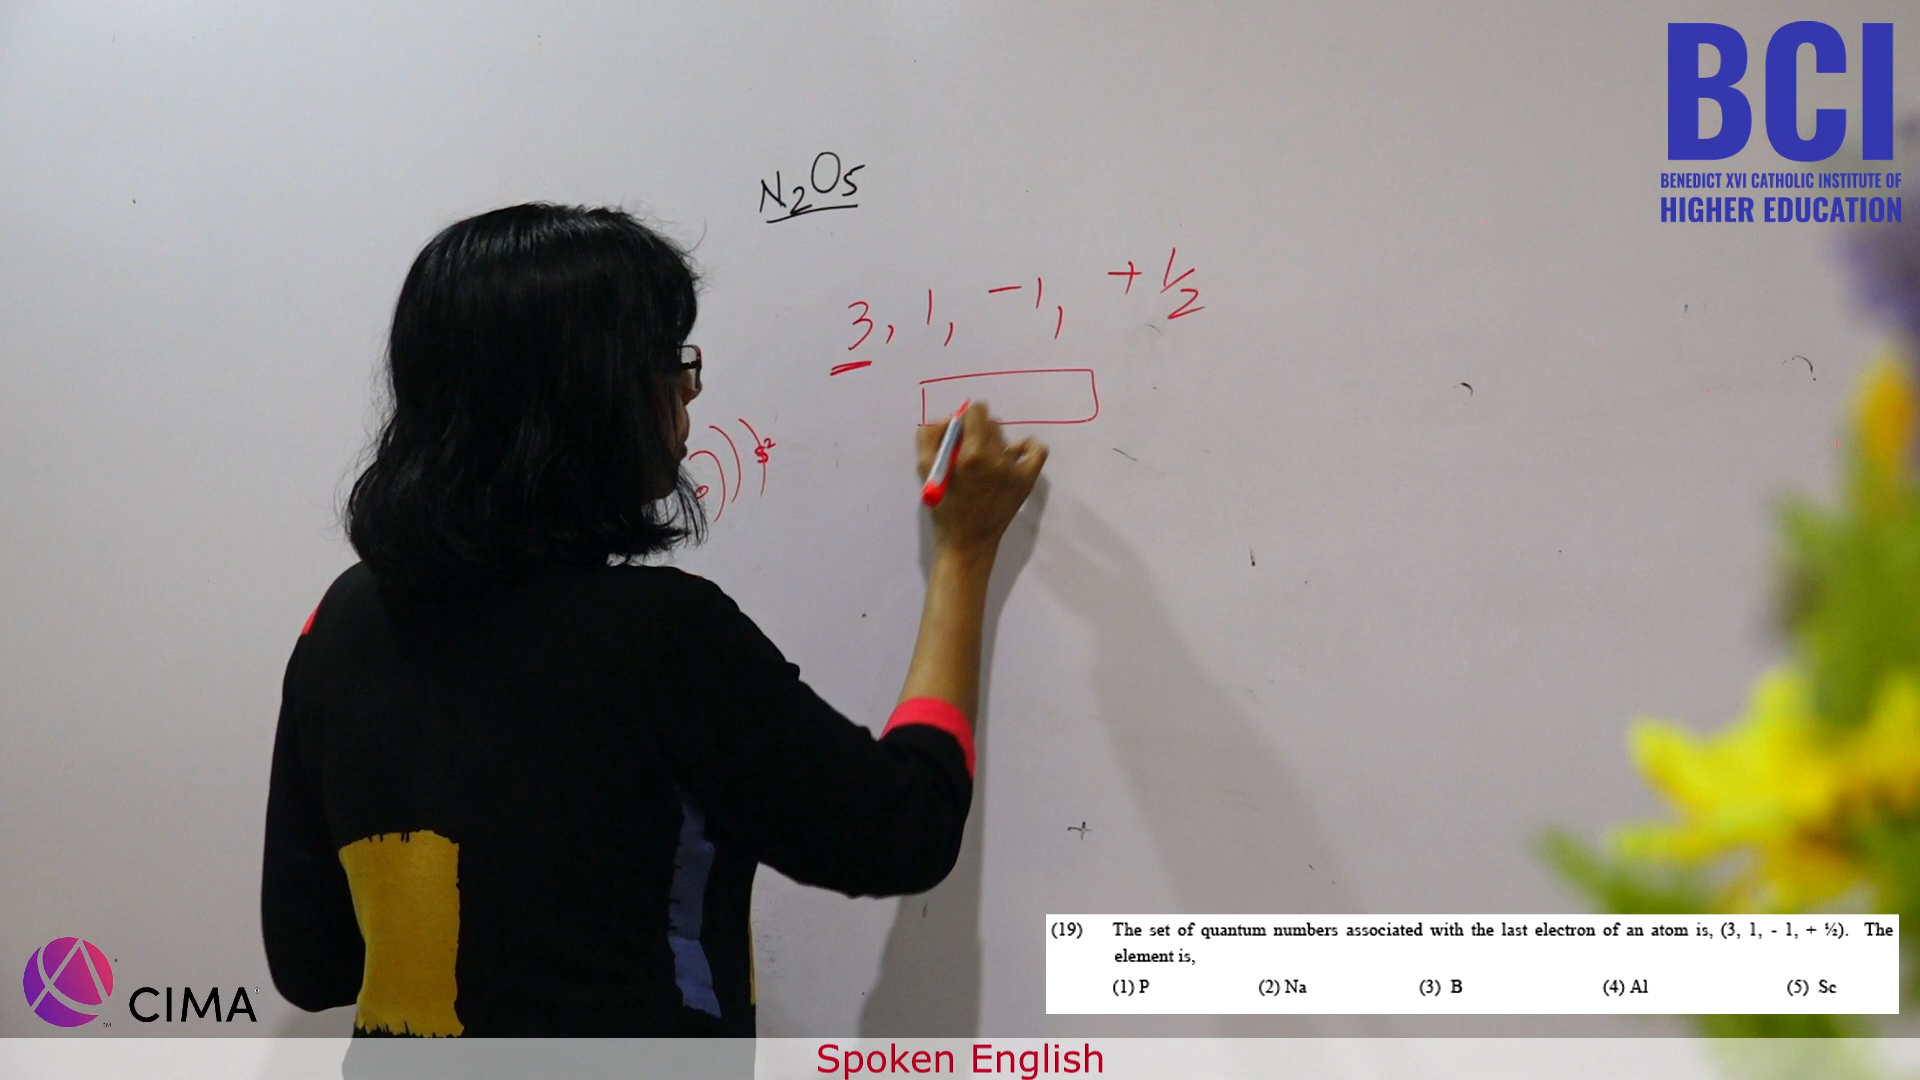 BCI
BENEDICT XVI CATHOLIC INSTITUTE OF
HIGHER EDUCATION
N2O5
3, 1, -1, +1/2
s²
(19) The set of quantum numbers associated with the last electron of an atom is, (3, 1, - 1, + ½). The
element is,
(1) P (2) Na (3) B (4) Al (5) Sc
CIMA
Spoken English